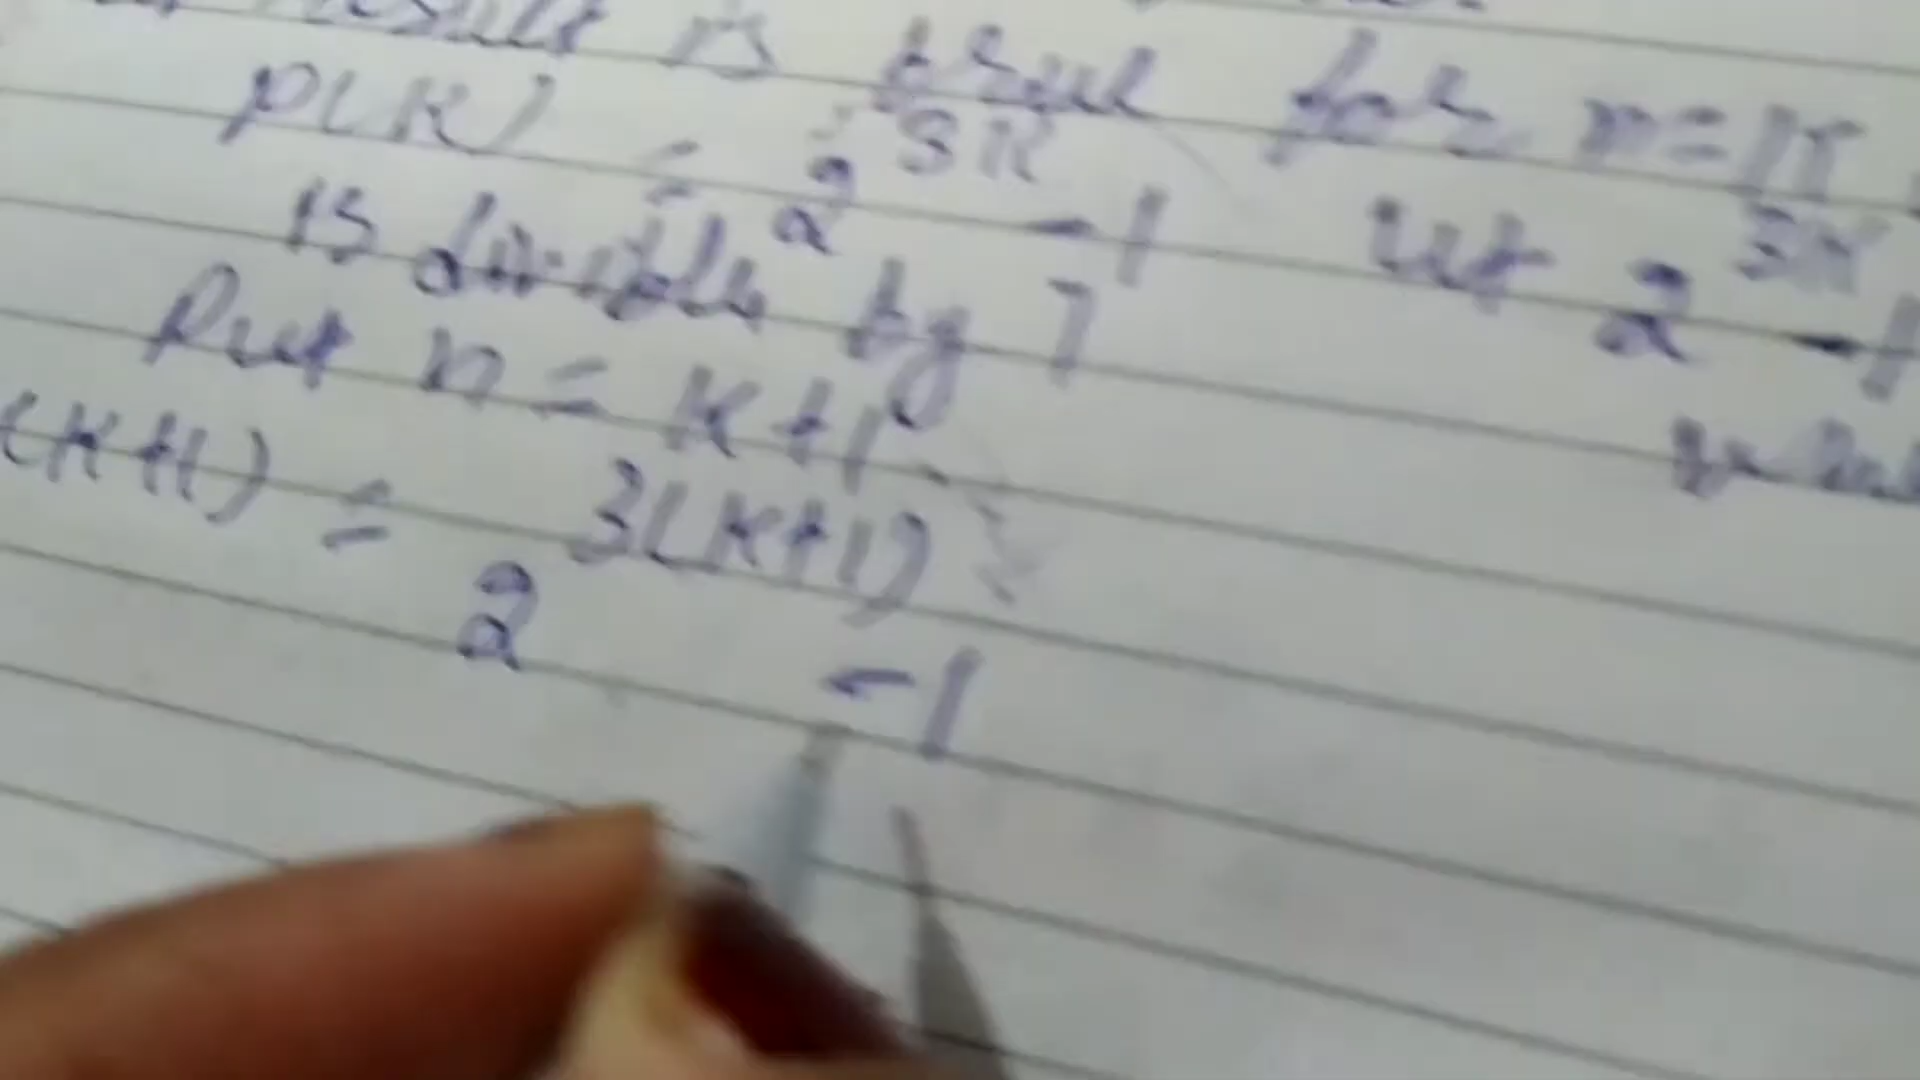 result is true for n=K
P(K) = 2^3K -1 let 2^3K -1
is divisible by 7
Put n = K+1
(K+1) = 2^3(K+1) -1